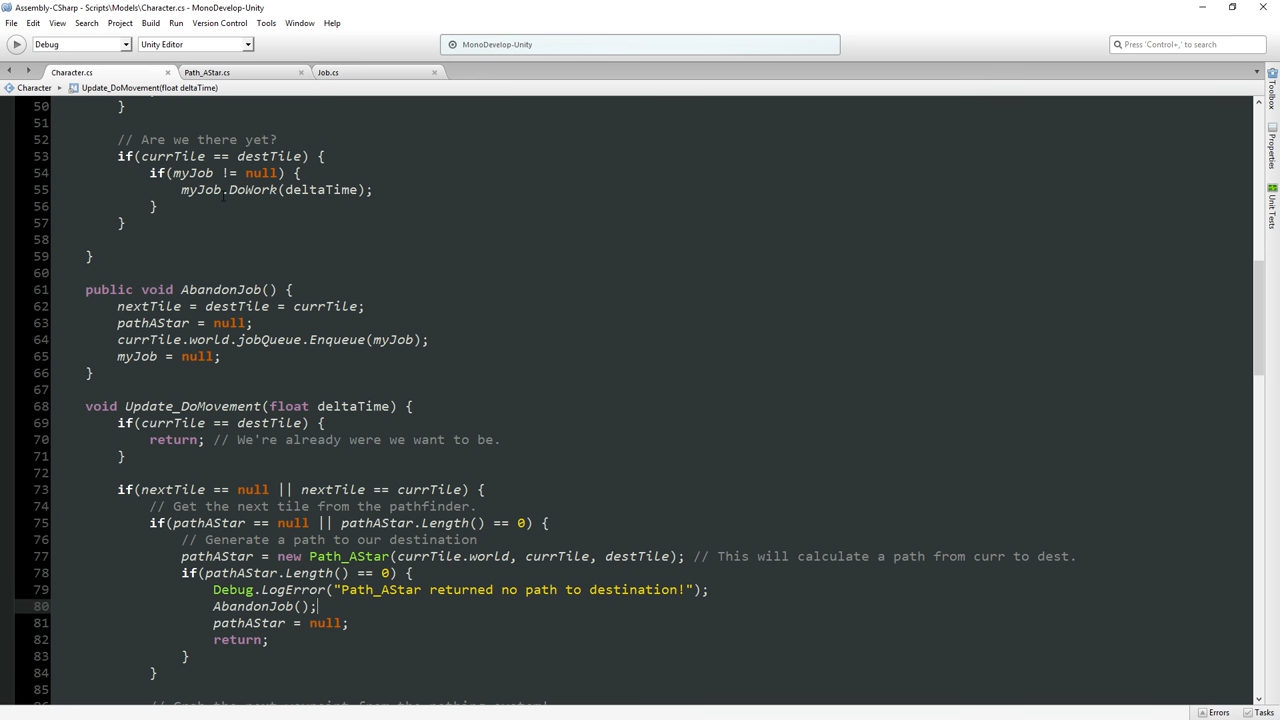 Assembly-CSharp - Scripts\Models\Character.cs - MonoDevelop-Unity
File Edit View Search Project Build Run Version Control Tools Window Help
Debug Unity Editor MonoDevelop-Unity Press 'Control+,' to search
Character.cs Path_AStar.cs Job.cs
Character Update_DoMovement(float deltaTime)
Toolbox
Properties
Unit Tests
50 }
51
52 // Are we there yet?
53 if(currTile == destTile) {
54 if(myJob != null) {
55 myJob.DoWork(deltaTime);
56 }
57 }
58
59 }
60
61 public void AbandonJob() {
62 nextTile = destTile = currTile;
63 pathAStar = null;
64 currTile.world.jobQueue.Enqueue(myJob);
65 myJob = null;
66 }
67
68 void Update_DoMovement(float deltaTime) {
69 if(currTile == destTile) {
70 return; // We're already were we want to be.
71 }
72
73 if(nextTile == null || nextTile == currTile) {
74 // Get the next tile from the pathfinder.
75 if(pathAStar == null || pathAStar.Length() == 0) {
76 // Generate a path to our destination
77 pathAStar = new Path_AStar(currTile.world, currTile, destTile); // This will calculate a path from curr to dest.
78 if(pathAStar.Length() == 0) {
79 Debug.LogError("Path_AStar returned no path to destination!");
80 AbandonJob();
81 pathAStar = null;
82 return;
83 }
84 }
85
Errors Tasks